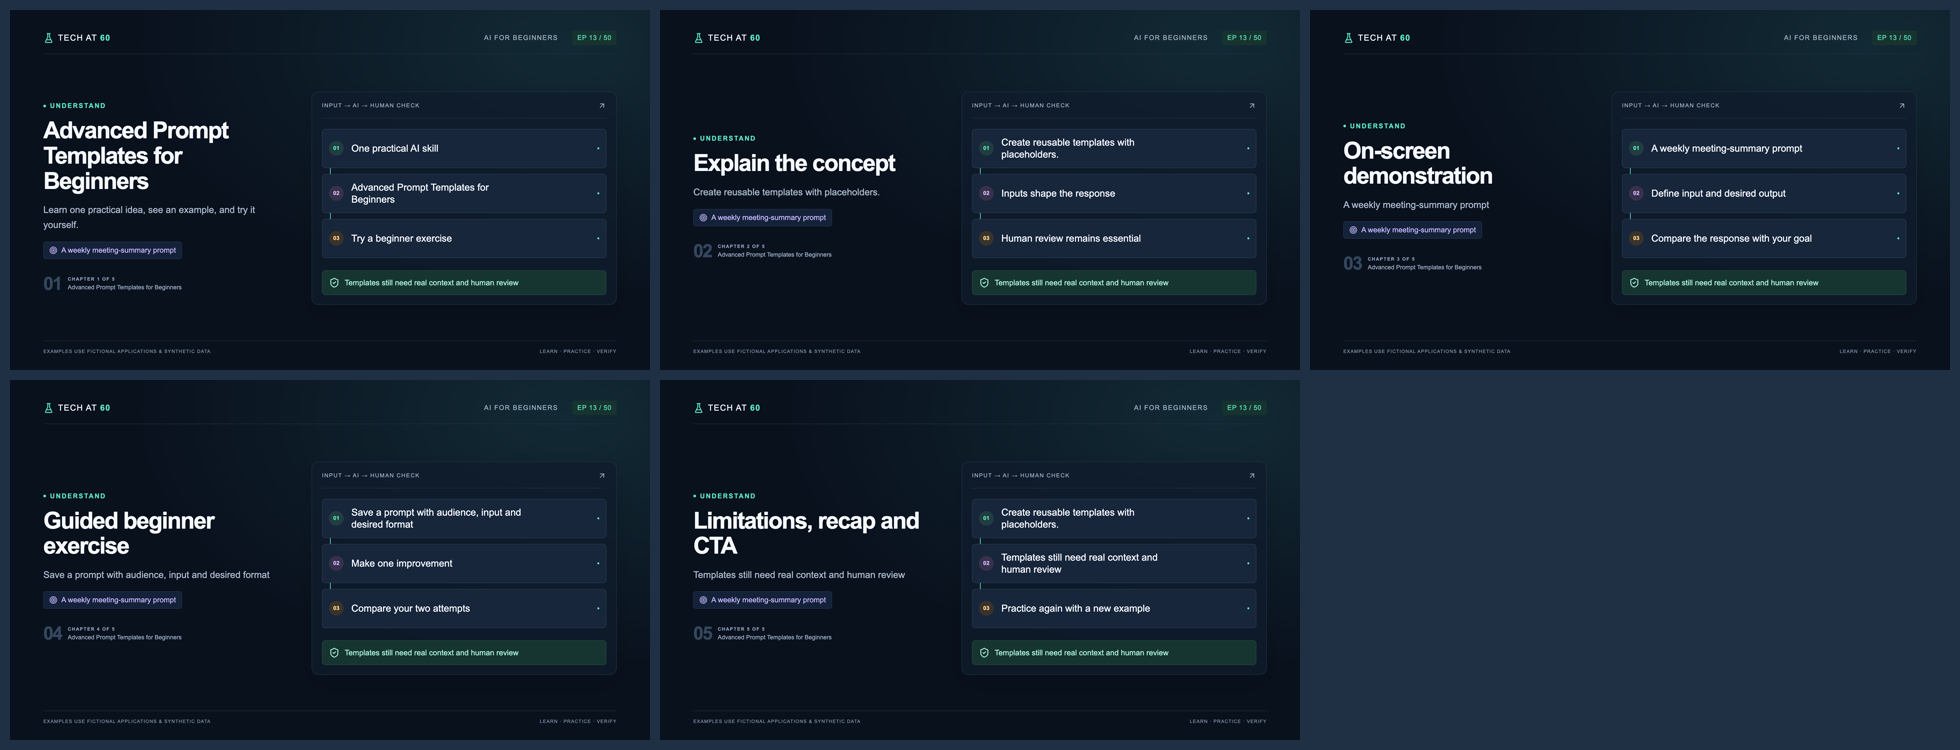 TECH AT 60
AI FOR BEGINNERS
EP 13 / 50
UNDERSTAND
Advanced Prompt
Templates for
Beginners
Learn one practical idea, see an example, and try it
yourself.
A weekly meeting-summary prompt
01
CHAPTER 1 OF 5
Advanced Prompt Templates for Beginners
INPUT → AI → HUMAN CHECK
01
One practical AI skill
02
Advanced Prompt Templates for
Beginners
03
Try a beginner exercise
Templates still need real context and human review
EXAMPLES USE FICTIONAL APPLICATIONS & SYNTHETIC DATA
LEARN · PRACTICE · VERIFY
TECH AT 60
AI FOR BEGINNERS
EP 13 / 50
UNDERSTAND
Explain the concept
Create reusable templates with placeholders.
A weekly meeting-summary prompt
02
CHAPTER 2 OF 5
Advanced Prompt Templates for Beginners
INPUT → AI → HUMAN CHECK
01
Create reusable templates with
placeholders.
02
Inputs shape the response
03
Human review remains essential
Templates still need real context and human review
EXAMPLES USE FICTIONAL APPLICATIONS & SYNTHETIC DATA
LEARN · PRACTICE · VERIFY
TECH AT 60
AI FOR BEGINNERS
EP 13 / 50
UNDERSTAND
On-screen
demonstration
A weekly meeting-summary prompt
A weekly meeting-summary prompt
03
CHAPTER 3 OF 5
Advanced Prompt Templates for Beginners
INPUT → AI → HUMAN CHECK
01
A weekly meeting-summary prompt
02
Define input and desired output
03
Compare the response with your goal
Templates still need real context and human review
EXAMPLES USE FICTIONAL APPLICATIONS & SYNTHETIC DATA
LEARN · PRACTICE · VERIFY
TECH AT 60
AI FOR BEGINNERS
EP 13 / 50
UNDERSTAND
Guided beginner
exercise
Save a prompt with audience, input and desired format
A weekly meeting-summary prompt
04
CHAPTER 4 OF 5
Advanced Prompt Templates for Beginners
INPUT → AI → HUMAN CHECK
01
Save a prompt with audience, input and
desired format
02
Make one improvement
03
Compare your two attempts
Templates still need real context and human review
EXAMPLES USE FICTIONAL APPLICATIONS & SYNTHETIC DATA
LEARN · PRACTICE · VERIFY
TECH AT 60
AI FOR BEGINNERS
EP 13 / 50
UNDERSTAND
Limitations, recap and
CTA
Templates still need real context and human review
A weekly meeting-summary prompt
05
CHAPTER 5 OF 5
Advanced Prompt Templates for Beginners
INPUT → AI → HUMAN CHECK
01
Create reusable templates with
placeholders.
02
Templates still need real context and
human review
03
Practice again with a new example
Templates still need real context and human review
EXAMPLES USE FICTIONAL APPLICATIONS & SYNTHETIC DATA
LEARN · PRACTICE · VERIFY